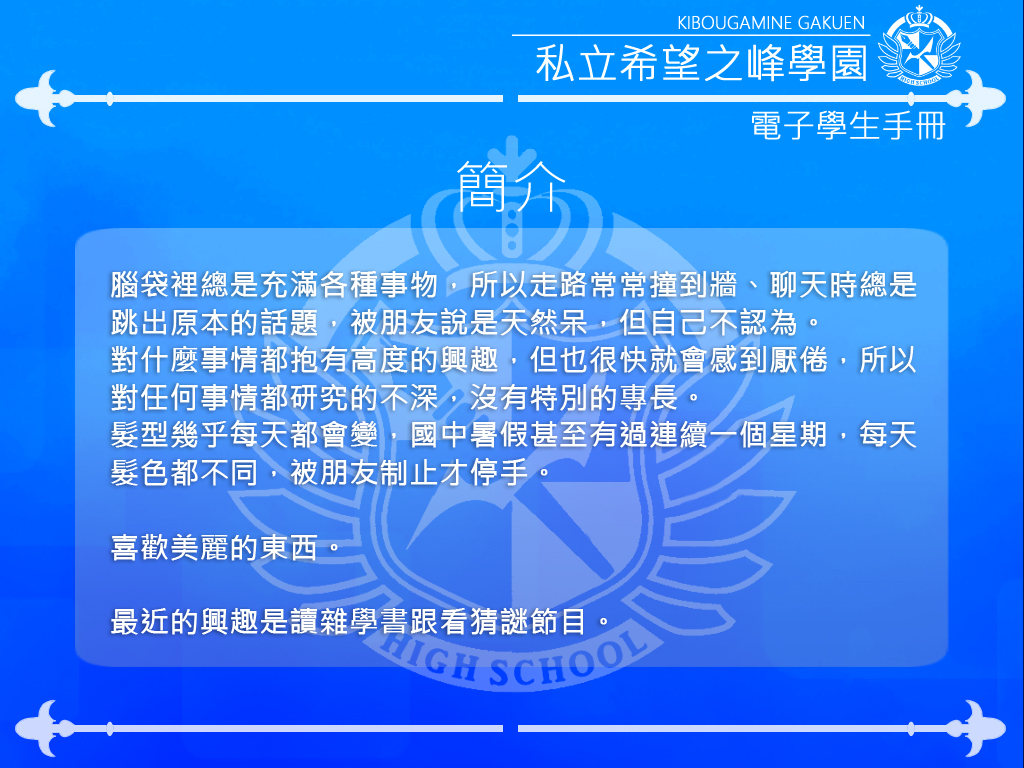 KIBOUGAMINE GAKUEN
私立希望之峰學園
HIGH SCHOOL
電子學生手冊
簡介
腦袋裡總是充滿各種事物，所以走路常常撞到牆、聊天時總是
跳出原本的話題，被朋友說是天然呆，但自己不認為。
對什麼事情都抱有高度的興趣，但也很快就會感到厭倦，所以
對任何事情都研究的不深，沒有特別的專長。
髮型幾乎每天都會變，國中暑假甚至有過連續一個星期，每天
髮色都不同，被朋友制止才停手。
喜歡美麗的東西。
最近的興趣是讀雜學書跟看猜謎節目。
HIGH SCHOOL